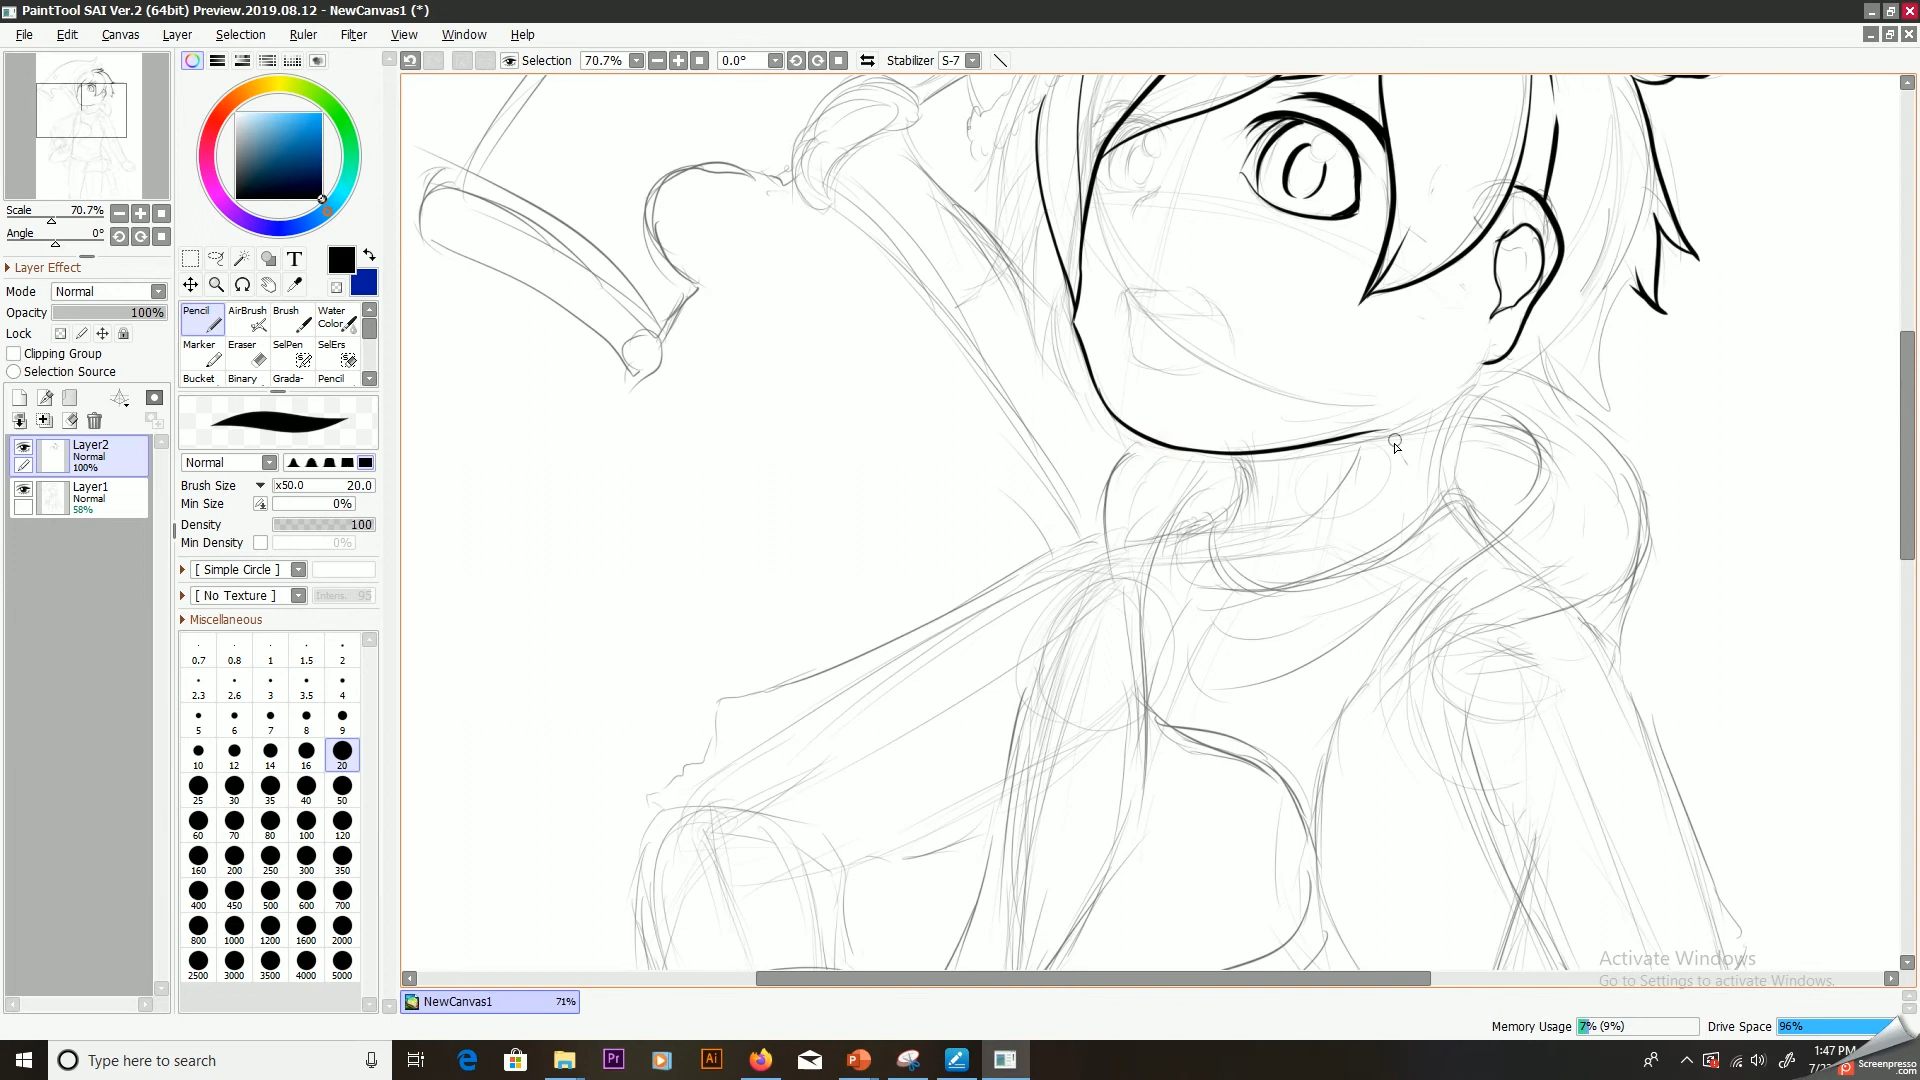 PaintTool SAI Ver.2 (64bit) Preview.2019.08.12 - NewCanvas1 (*)
File Edit Canvas Layer Selection Ruler Filter View Window Help
Selection 70.7% 0.0° Stabilizer S-7
Scale 70.7%
Angle 0°
Layer Effect
Mode Normal
Opacity 100%
Lock
Clipping Group
Selection Source
Layer2
Normal
100%
Layer1
Normal
58%
T
Pencil AirBrush Brush Water Color
Marker Eraser SelPen SelErs
Bucket Binary Grada- Pencil
Normal
Brush Size x50.0 20.0
Min Size 0%
Density 100
Min Density 0%
[ Simple Circle ]
[ No Texture ] Intens. 95
Miscellaneous
0.7 0.8 1 1.5 2
2.3 2.6 3 3.5 4
5 6 7 8 9
10 12 14 16 20
25 30 35 40 50
60 70 80 100 120
160 200 250 300 350
400 450 500 600 700
800 1000 1200 1600 2000
2500 3000 3500 4000 5000
Activate Windows
Go to Settings to activate Windows.
NewCanvas1 71%
Memory Usage 7% (9%) Drive Space 96%
Type here to search
Pr
Ai
1:47 PM
Screenpresso
.com